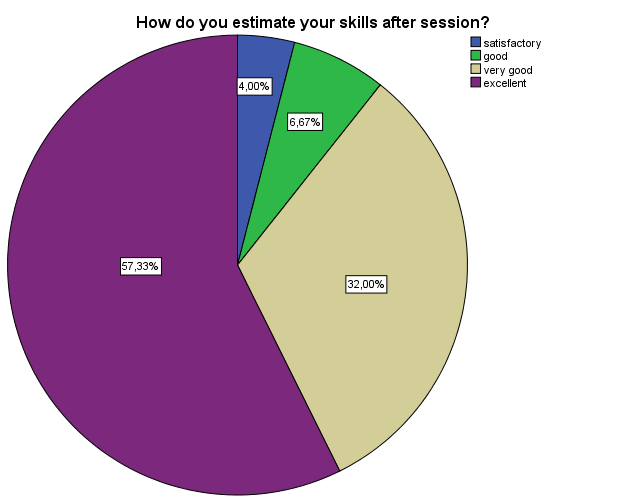 How do you estimate your skills after session?
satisfactory
good
very good
excellent
4,00%
6,67%
57,33%
32,00%